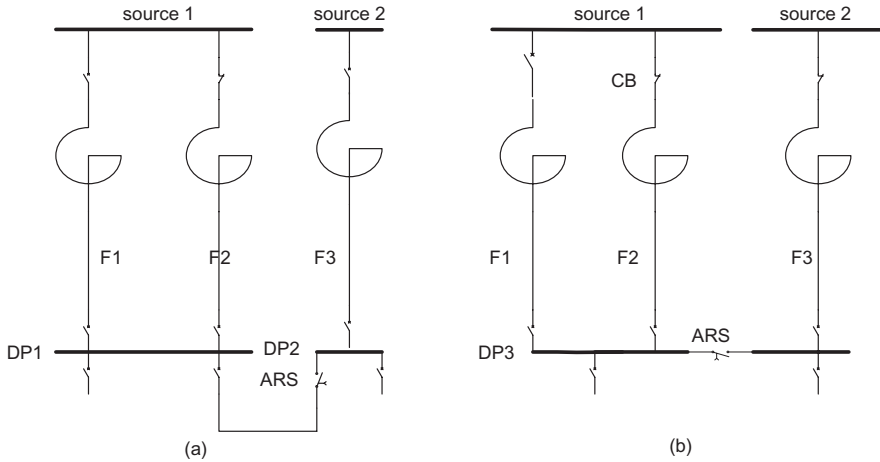 source 1
source 2
source 1
source 2
CB
F1
F2
F3
F1
F2
F3
DP1
DP2
ARS
DP3
ARS
(a)
(b)